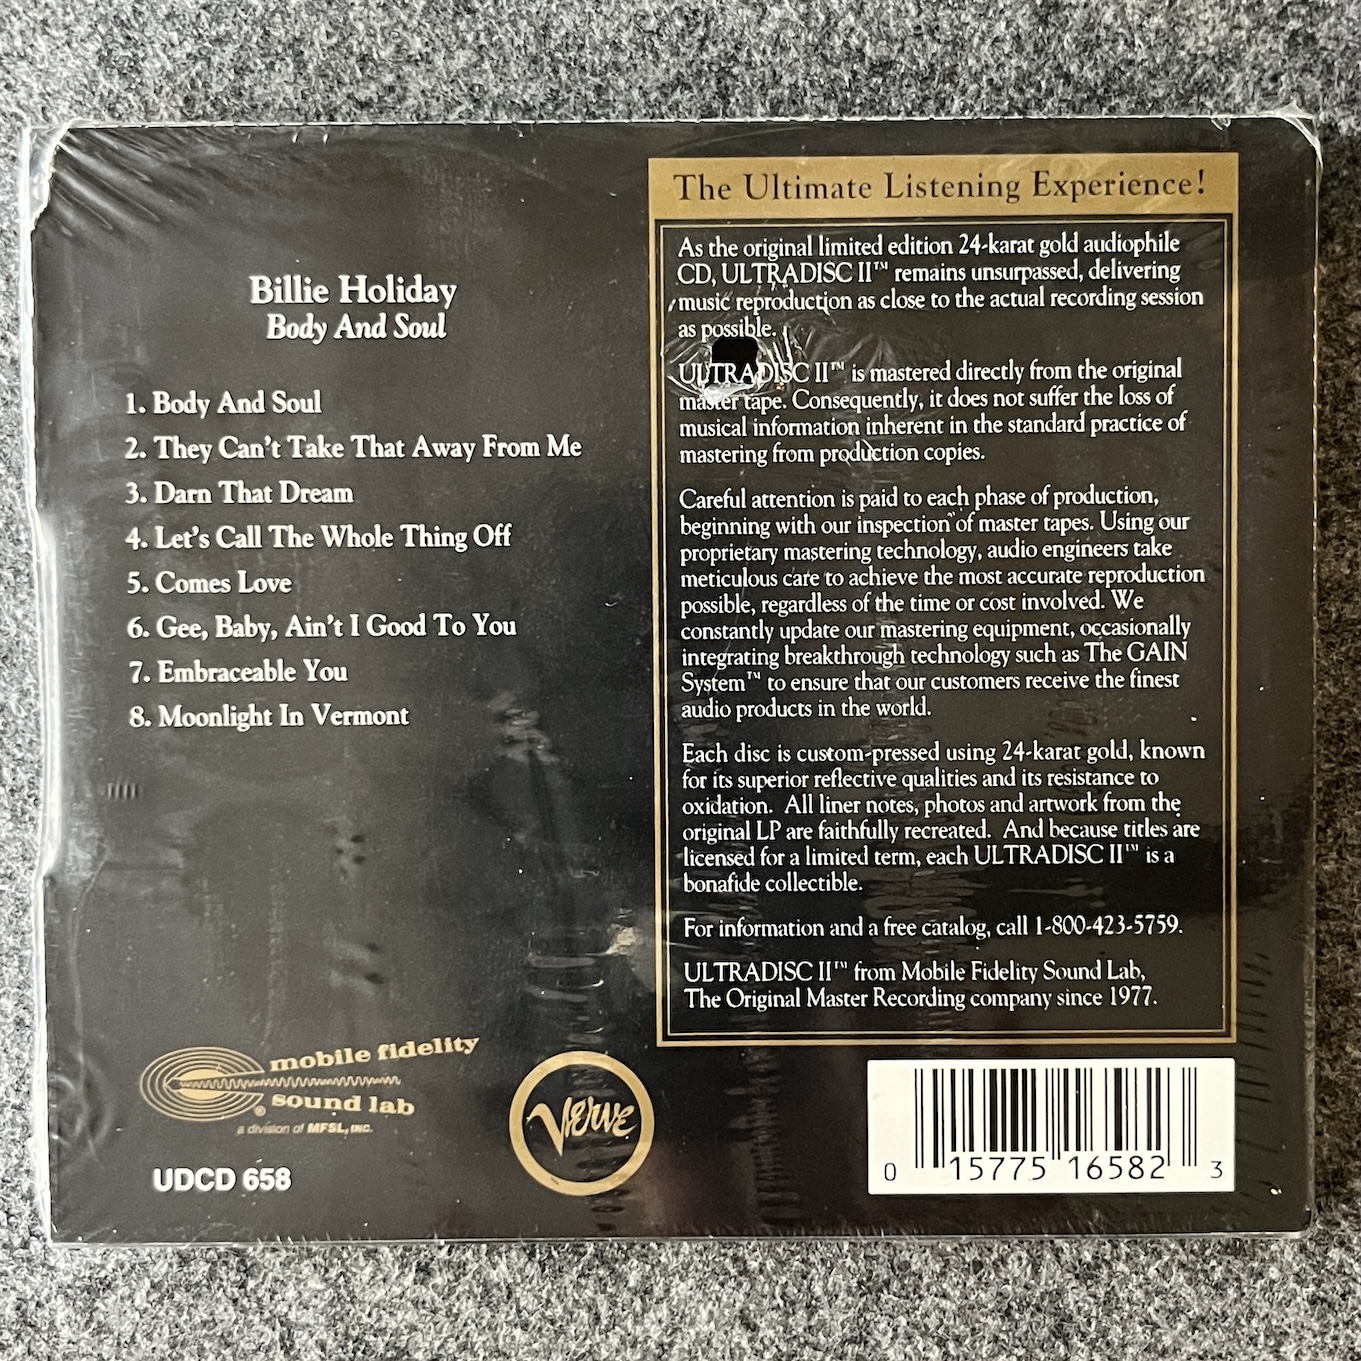 Billie Holiday
Body And Soul
1. Body And Soul
2. They Can't Take That Away From Me
3. Darn That Dream
4. Let's Call The Whole Thing Off
5. Comes Love
6. Gee, Baby, Ain't I Good To You
7. Embraceable You
8. Moonlight In Vermont
The Ultimate Listening Experience!
As the original limited edition 24-karat gold audiophile
CD, ULTRADISC II™ remains unsurpassed, delivering
music reproduction as close to the actual recording session
as possible.
ULTRADISC II™ is mastered directly from the original
master tape. Consequently, it does not suffer the loss of
musical information inherent in the standard practice of
mastering from production copies.
Careful attention is paid to each phase of production,
beginning with our inspection of master tapes. Using our
proprietary mastering technology, audio engineers take
meticulous care to achieve the most accurate reproduction
possible, regardless of the time or cost involved. We
constantly update our mastering equipment, occasionally
integrating breakthrough technology such as The GAIN
System™ to ensure that our customers receive the finest
audio products in the world.
Each disc is custom-pressed using 24-karat gold, known
for its superior reflective qualities and its resistance to
oxidation. All liner notes, photos and artwork from the
original LP are faithfully recreated. And because titles are
licensed for a limited term, each ULTRADISC II™ is a
bonafide collectible.
For information and a free catalog, call 1-800-423-5759.
ULTRADISC II™ from Mobile Fidelity Sound Lab,
The Original Master Recording company since 1977.
mobile fidelity
® sound lab
a division of MFSL, INC.
UDCD 658
Verve
0 15775 16582 3